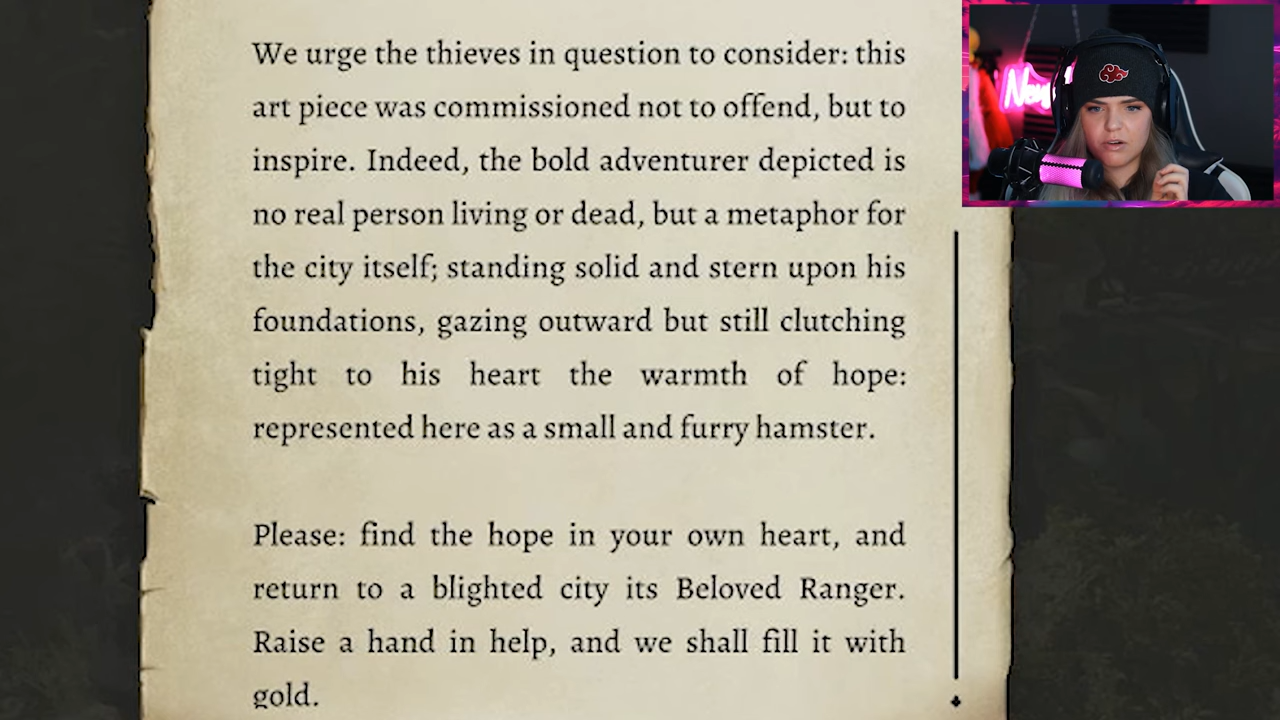 We urge the thieves in question to consider: this
art piece was commissioned not to offend, but to
inspire. Indeed, the bold adventurer depicted is
no real person living or dead, but a metaphor for
the city itself; standing solid and stern upon his
foundations, gazing outward but still clutching
tight to his heart the warmth of hope:
represented here as a small and furry hamster.
Please: find the hope in your own heart, and
return to a blighted city its Beloved Ranger.
Raise a hand in help, and we shall fill it with
gold.